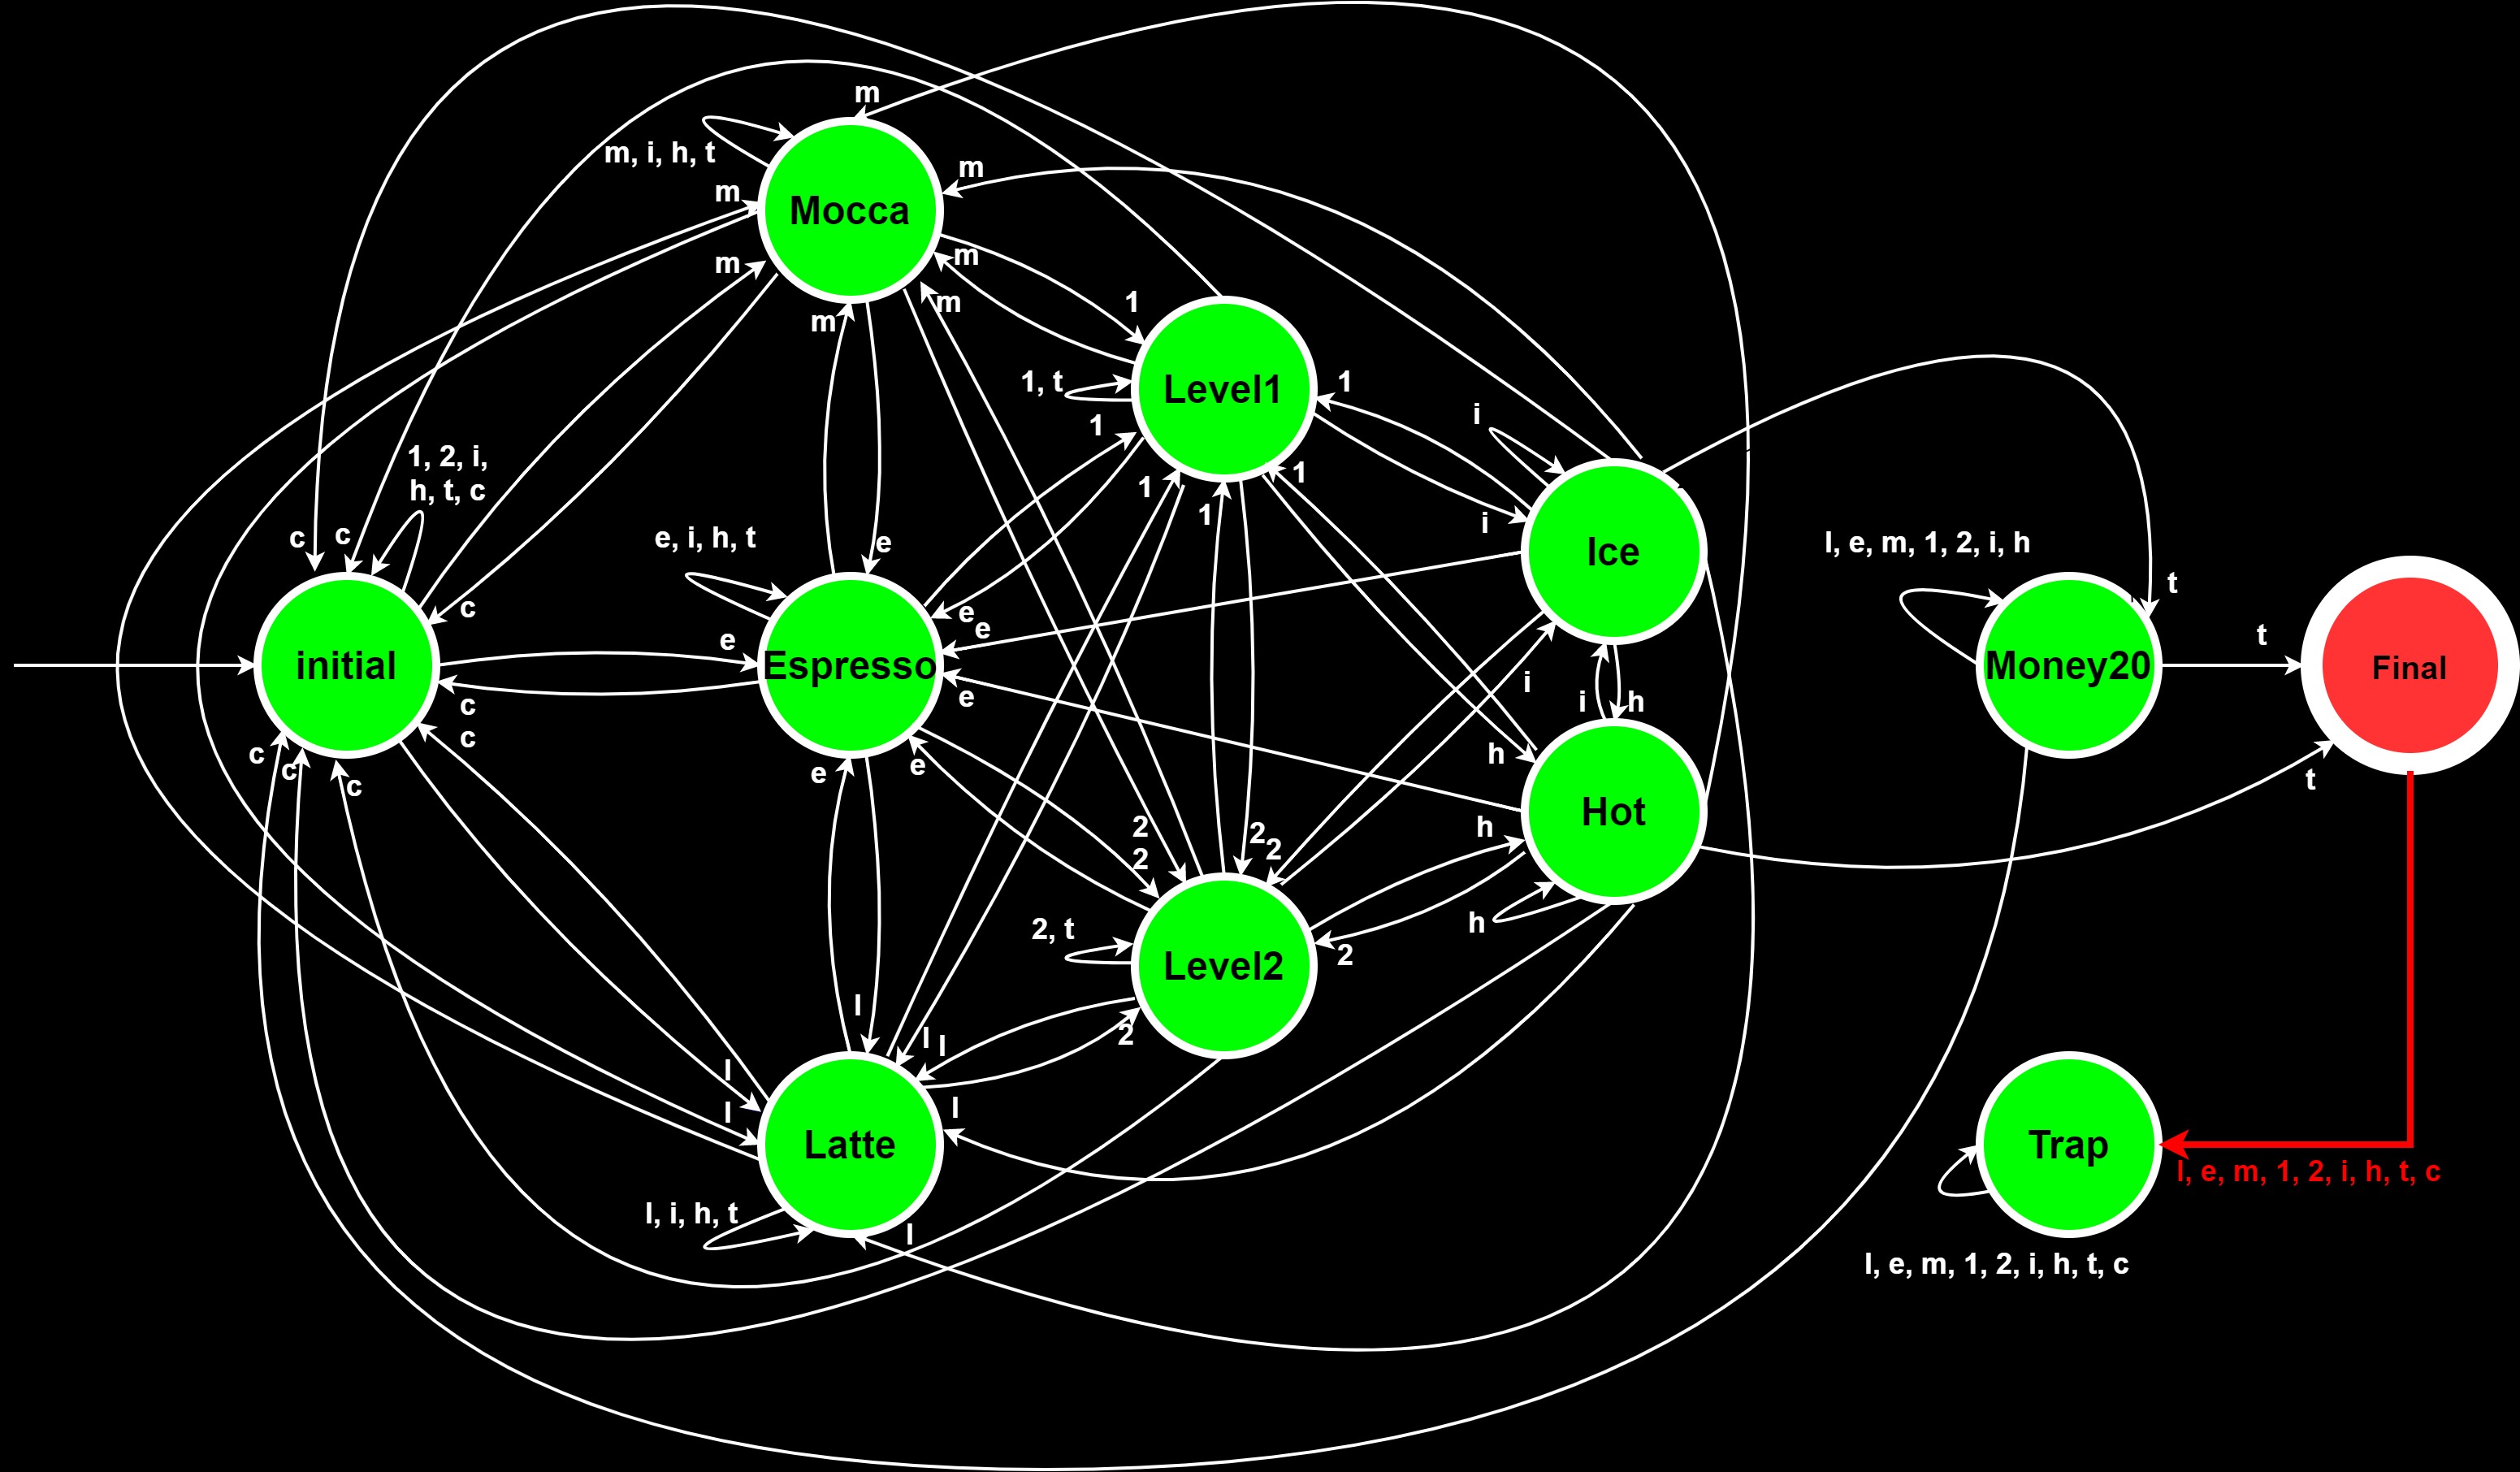 m
m, i, h, t
m
m
Mocca
m
m
m
m
m
1
1, t
Level1
1
1
1
1
1
i
i
1, 2, i,
h, t, c
c
c
e, i, h, t
e
Ice
l, e, m, 1, 2, i, h
t
c
e
e
e
initial
Espresso
t
Money20
Final
c
c
e
i
i
h
c
c
c
e
e
h
t
Hot
2
2
2
2
h
2, t
h
2
Level2
l
2
l
l
l
l
l
Latte
Trap
l, e, m, 1, 2, i, h, t, c
l, i, h, t
l
l, e, m, 1, 2, i, h, t, c